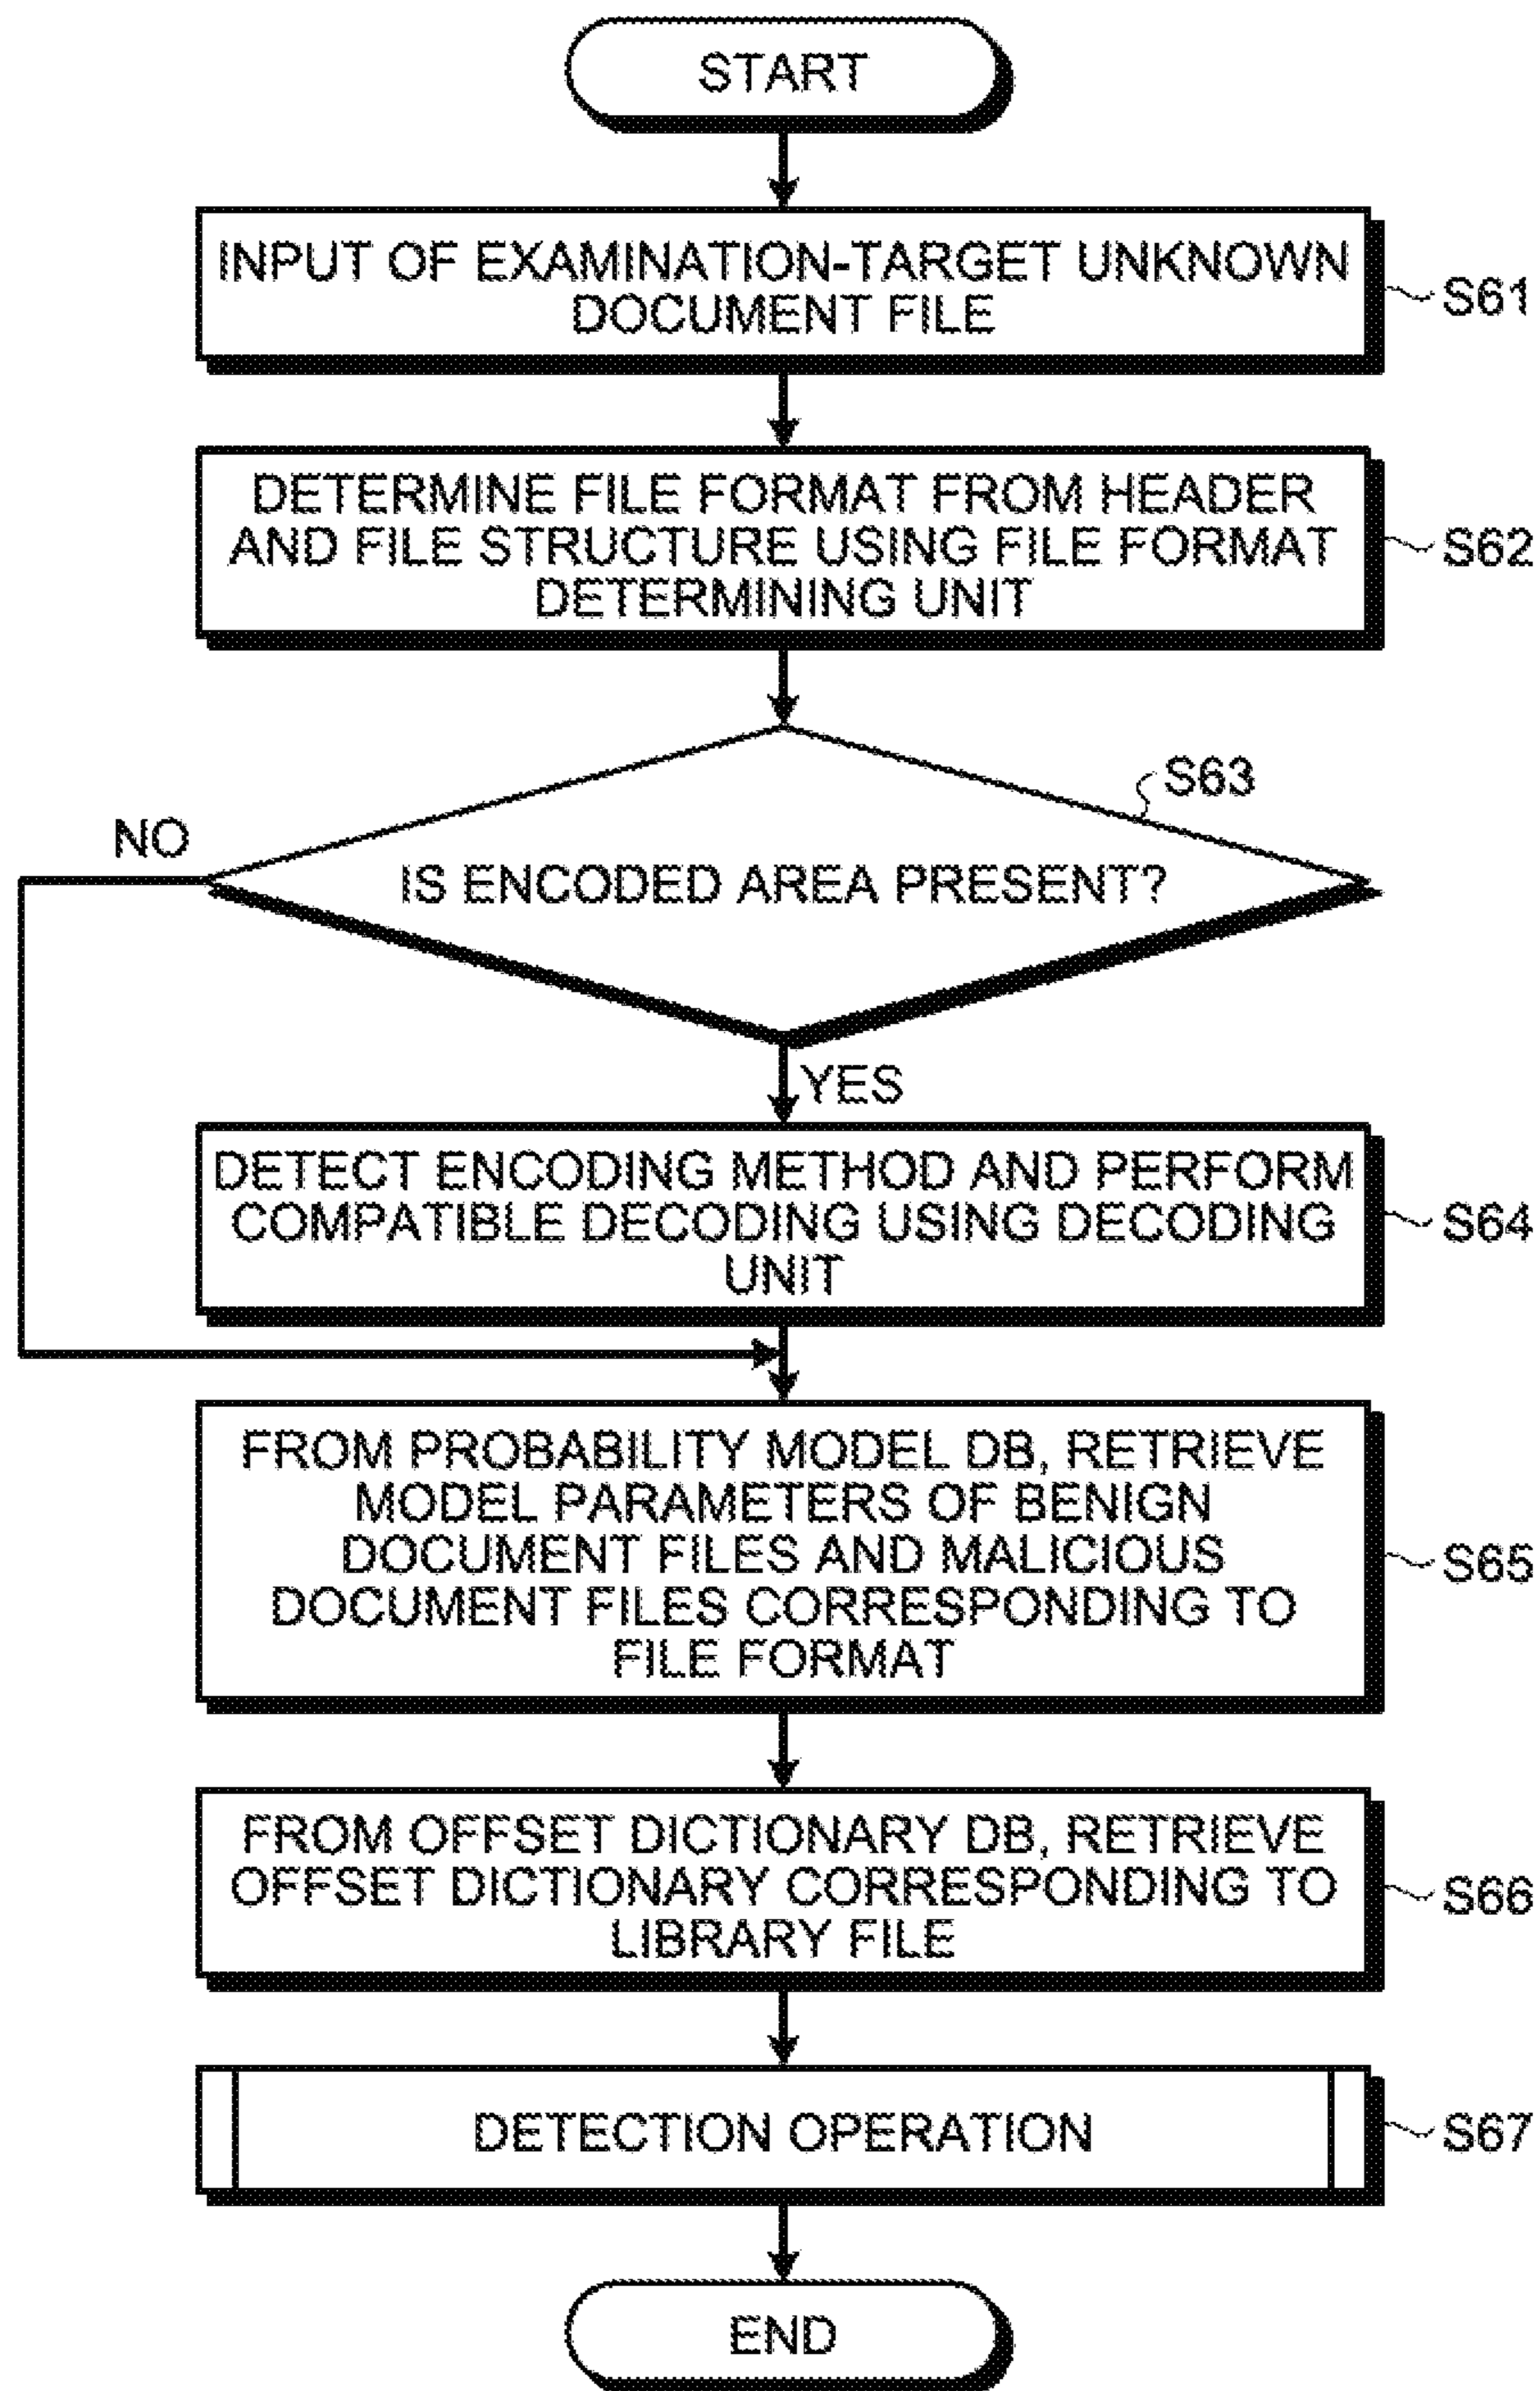 START
INPUT OF EXAMINATION-TARGET UNKNOWN
DOCUMENT FILE
S61
DETERMINE FILE FORMAT FROM HEADER
AND FILE STRUCTURE USING FILE FORMAT
DETERMINING UNIT
S62
S63
NO
IS ENCODED AREA PRESENT?
YES
DETECT ENCODING METHOD AND PERFORM
COMPATIBLE DECODING USING DECODING
UNIT
S64
FROM PROBABILITY MODEL DB, RETRIEVE
MODEL PARAMETERS OF BENIGN
DOCUMENT FILES AND MALICIOUS
DOCUMENT FILES CORRESPONDING TO
FILE FORMAT
S65
FROM OFFSET DICTIONARY DB, RETRIEVE
OFFSET DICTIONARY CORRESPONDING TO
LIBRARY FILE
S66
DETECTION OPERATION
S67
END